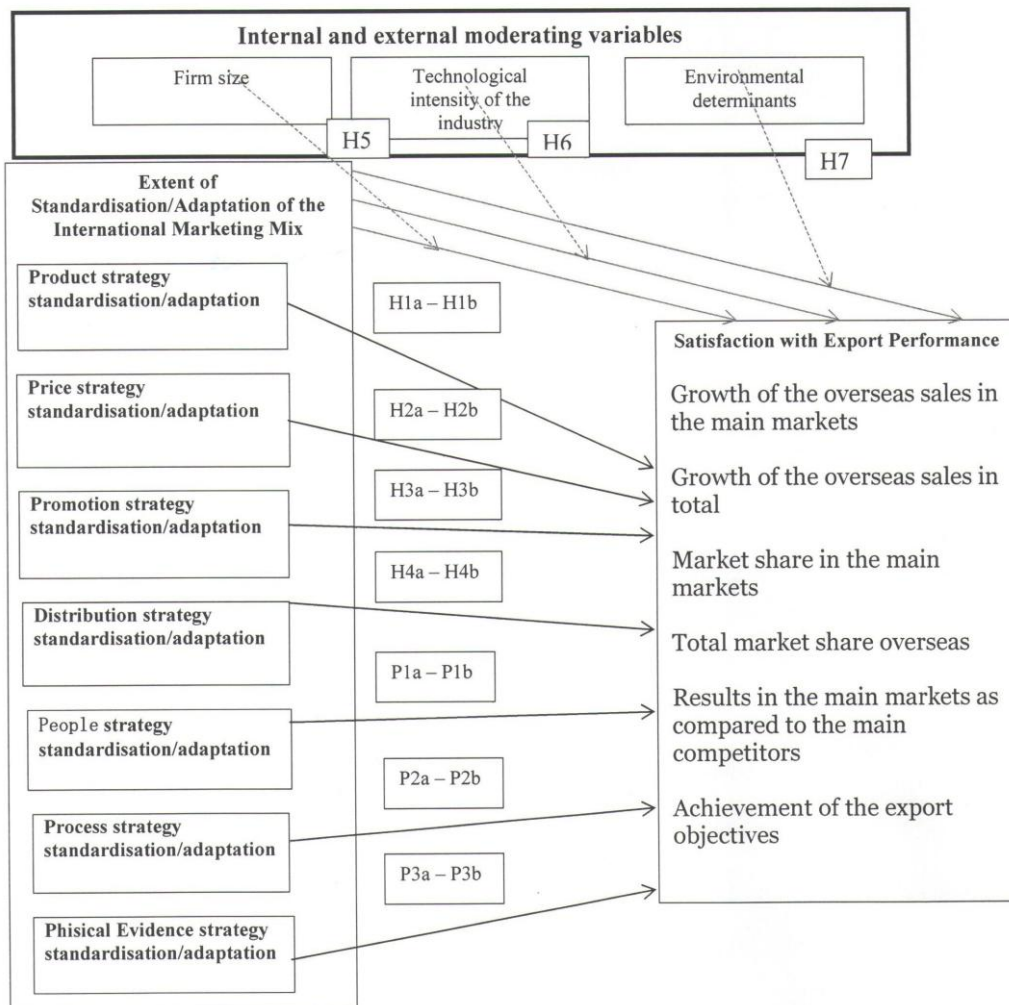 Internal and external moderating variables
Firm size
Technological
intensity of the
industry
Environmental
determinants
H5
H6
H7
Extent of
Standardisation/Adaptation of the
International Marketing Mix
Product strategy
standardisation/adaptation
H1a – H1b
Satisfaction with Export Performance
Growth of the overseas sales in
the main markets
Price strategy
standardisation/adaptation
H2a – H2b
Growth of the overseas sales in
total
H3a – H3b
Promotion strategy
standardisation/adaptation
Market share in the main
markets
H4a – H4b
Distribution strategy
standardisation/adaptation
Total market share overseas
P1a – P1b
Results in the main markets as
compared to the main
competitors
People strategy
standardisation/adaptation
P2a – P2b
Achievement of the export
objectives
Process strategy
standardisation/adaptation
P3a – P3b
Phisical Evidence strategy
standardisation/adaptation